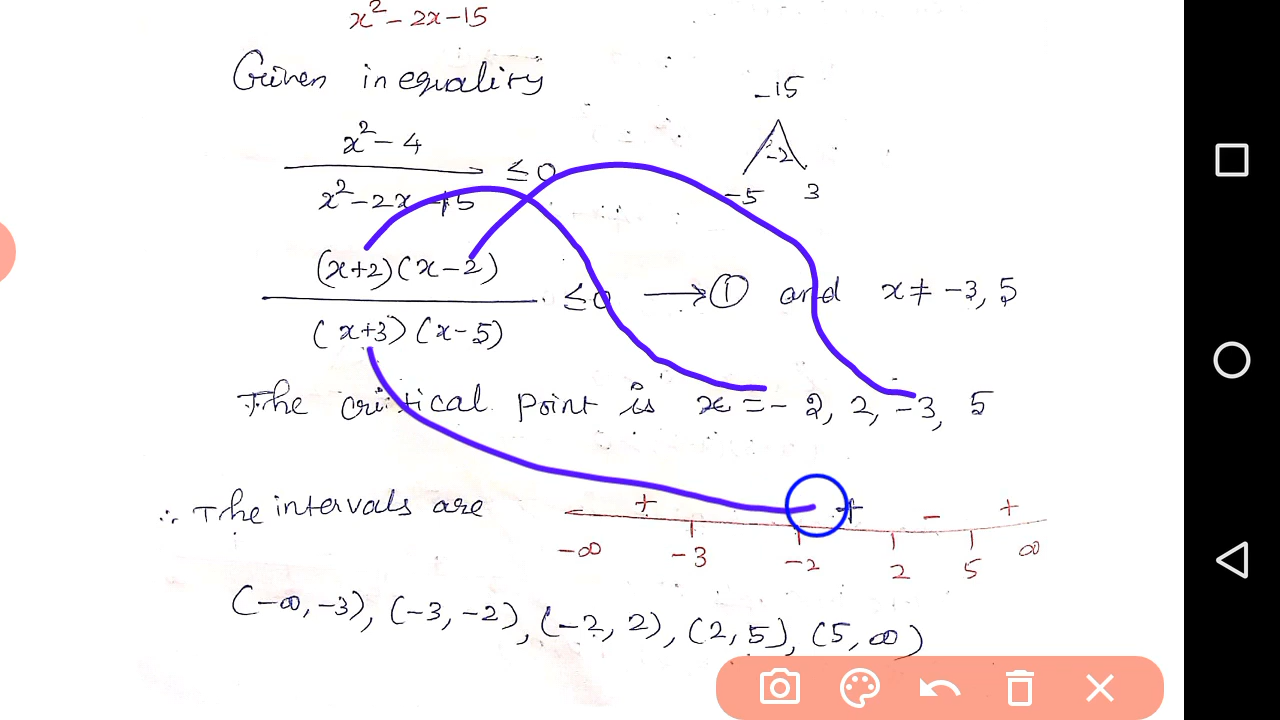 x² - 2x - 15
Given inequality
-15
x² - 4
-2
x² - 2x - 15 ≤ 0
-5 3
(x+2)(x-2)
(x+3)(x-5) ≤ 0 → ① and x ≠ -3, 5
The critical point is x = - 2, 2, -3, 5
∴ The intervals are
+ + - +
-∞ -3 -2 2 5 ∞
(-∞, -3), (-3, -2), (-2, 2), (2, 5), (5, ∞)